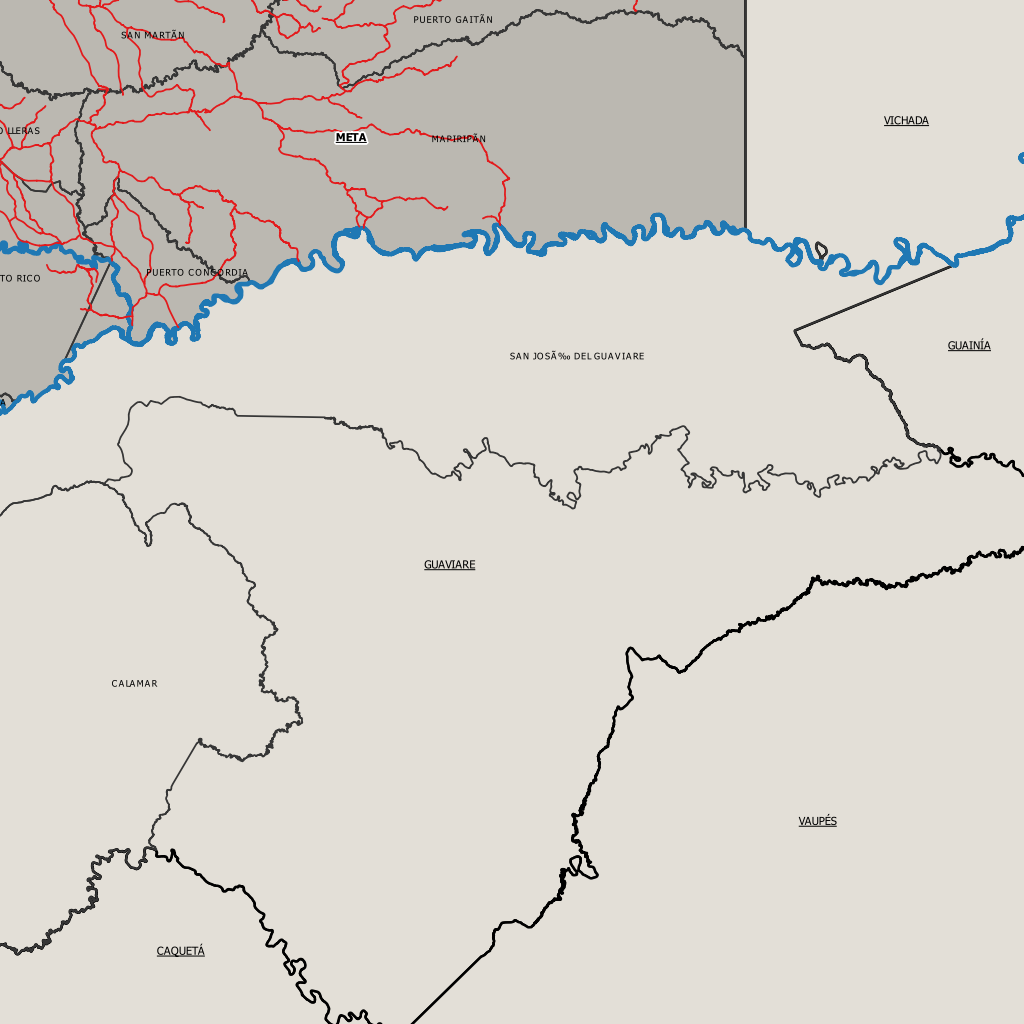 PUERTO GAITÃN
SAN MARTÃN
VICHADA
LLERAS
META
MAPIRIPÃN
PUERTO CONCORDIA
TO RICO
GUAINÍA
SAN JOSÃ‰ DEL GUAVIARE
GUAVIARE
CALAMAR
VAUPÉS
CAQUETÁ